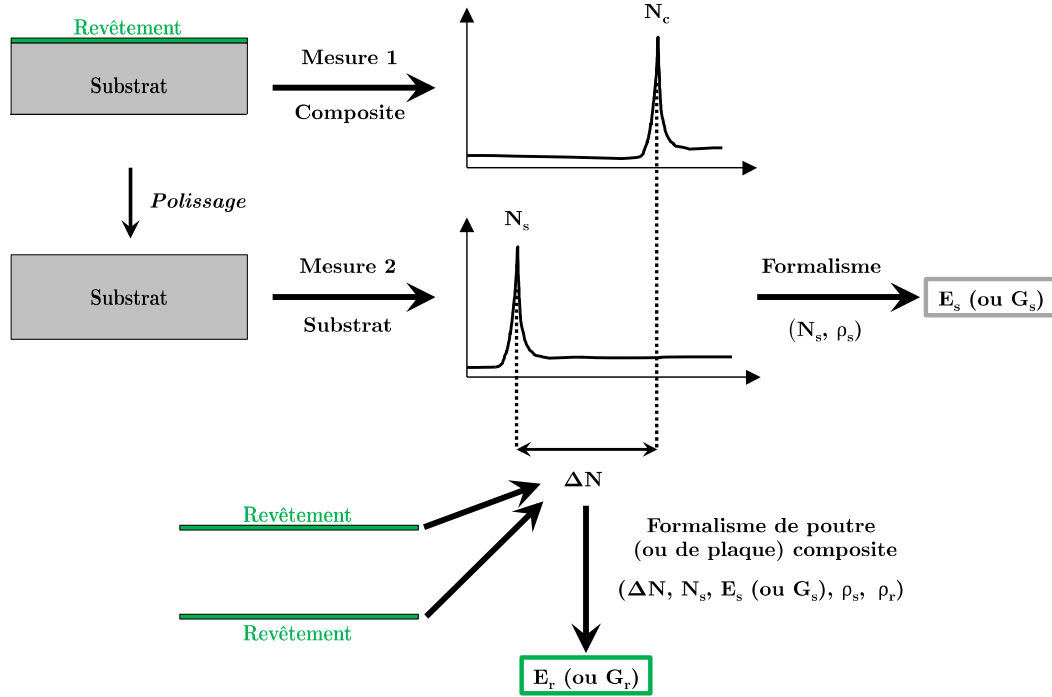 Revêtement
Substrat
Mesure 1
Composite
N_c
Polissage
Substrat
Mesure 2
Substrat
N_s
Formalisme
(N_s, ρ_s)
E_s (ou G_s)
ΔN
Revêtement
Revêtement
Formalisme de poutre
(ou de plaque) composite
(ΔN, N_s, E_s (ou G_s), ρ_s, ρ_r)
E_r (ou G_r)